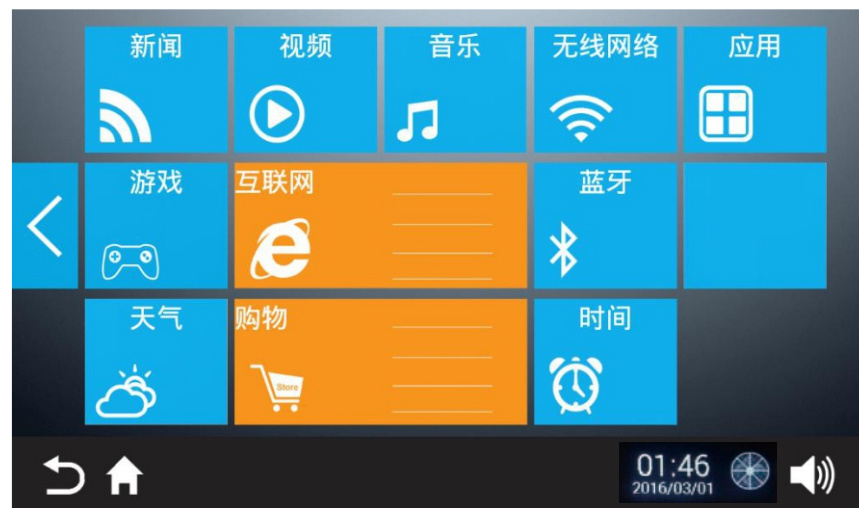 新闻
视频
音乐
无线网络
应用
游戏
互联网
蓝牙
天气
购物
Store
时间
01:46
2016/03/01